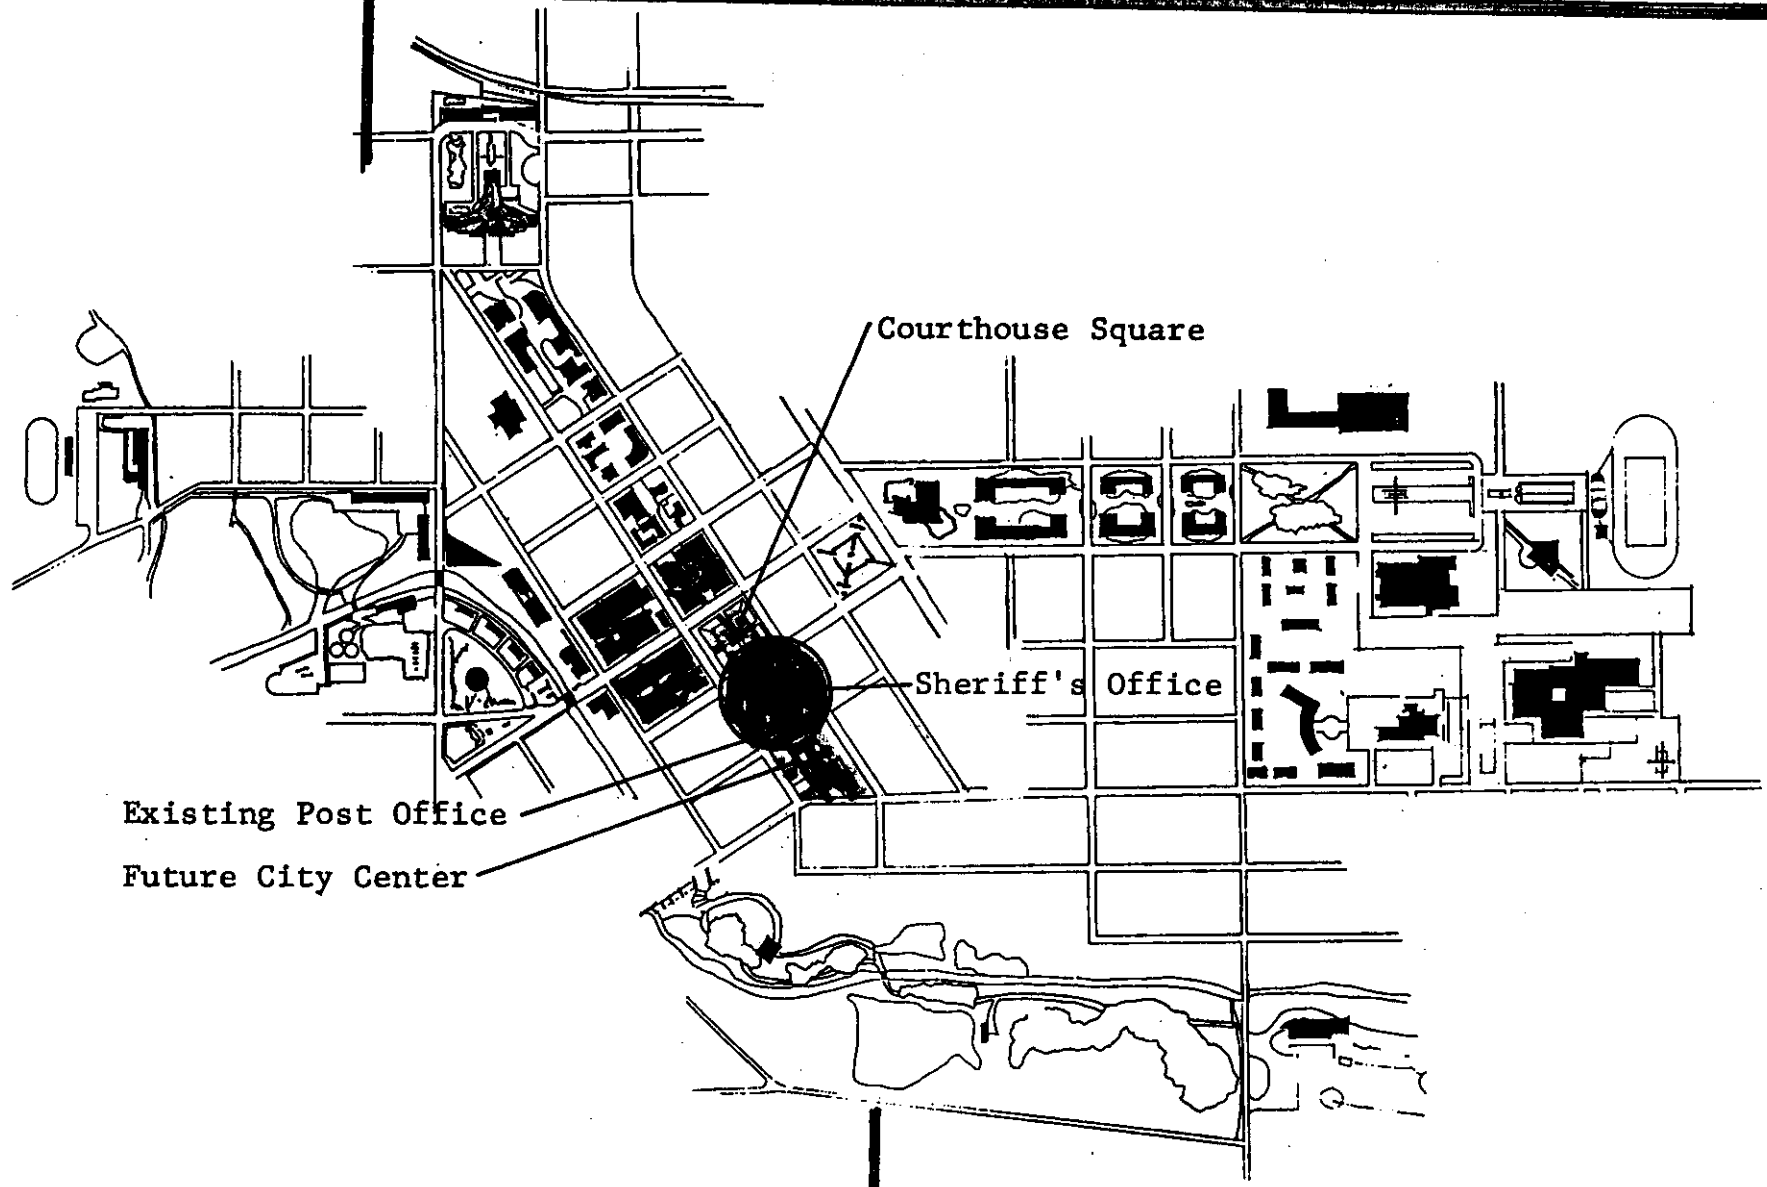 Courthouse Square
Sheriff's Office
Existing Post Office
Future City Center